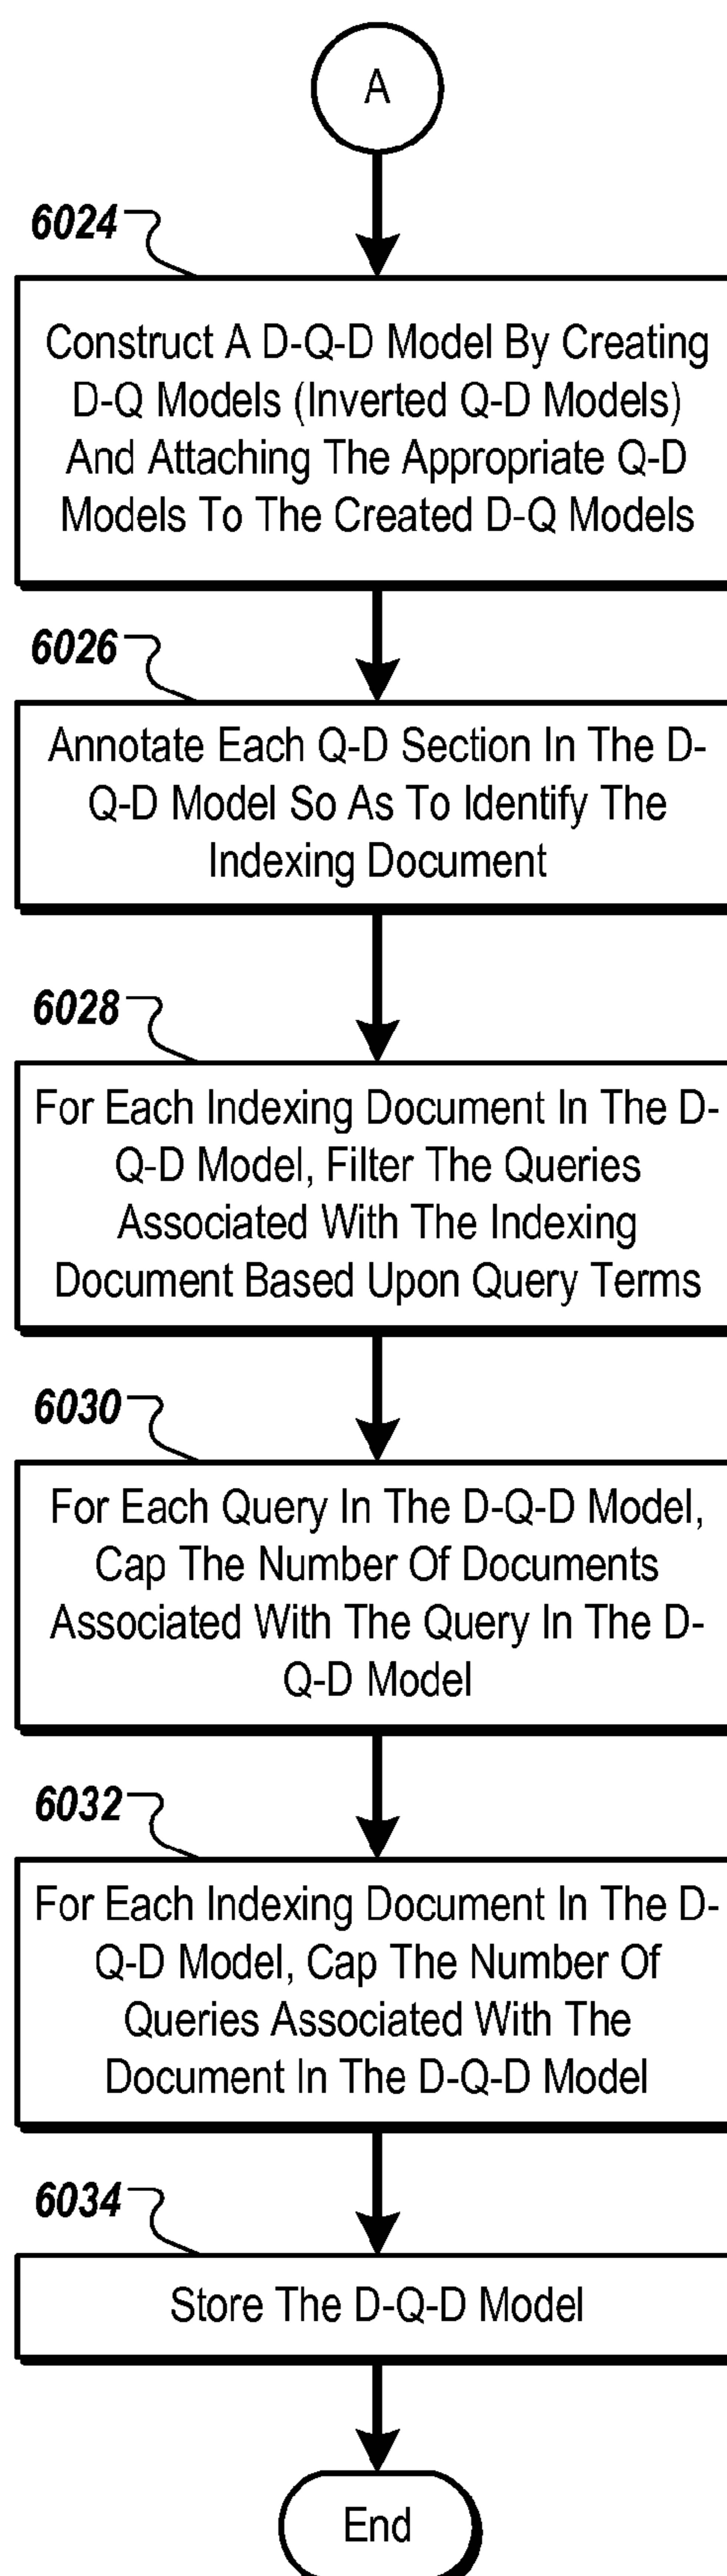 A
6024
Construct A D-Q-D Model By Creating
D-Q Models (Inverted Q-D Models)
And Attaching The Appropriate Q-D
Models To The Created D-Q Models
6026
Annotate Each Q-D Section In The D-
Q-D Model So As To Identify The
Indexing Document
6028
For Each Indexing Document In The D-
Q-D Model, Filter The Queries
Associated With The Indexing
Document Based Upon Query Terms
6030
For Each Query In The D-Q-D Model,
Cap The Number Of Documents
Associated With The Query In The D-
Q-D Model
6032
For Each Indexing Document In The D-
Q-D Model, Cap The Number Of
Queries Associated With The
Document In The D-Q-D Model
6034
Store The D-Q-D Model
End